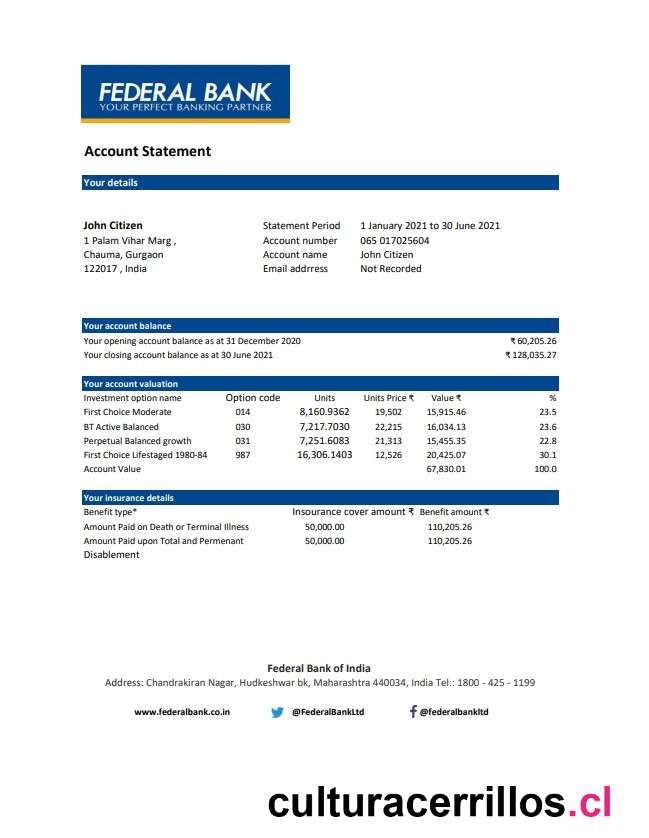 FEDERAL BANK
YOUR PERFECT BANKING PARTNER
Account Statement
Your details
John Citizen Statement Period 1 January 2021 to 30 June 2021
1 Palam Vihar Marg , Account number 065 017025604
Chauma, Gurgaon Account name John Citizen
122017 , India Email addrress Not Recorded
Your account balance
Your opening account balance as at 31 December 2020 ₹ 60,205.26
Your closing account balance as at 30 June 2021 ₹ 128,035.27
Your account valuation
Investment option name Option code Units Units Price ₹ Value ₹ %
First Choice Moderate 014 8,160.9362 19,502 15,915.46 23.5
BT Active Balanced 030 7,217.7030 22,215 16,034.13 23.6
Perpetual Balanced growth 031 7,251.6083 21,313 15,455.35 22.8
First Choice Lifestaged 1980-84 987 16,306.1403 12,526 20,425.07 30.1
Account Value 67,830.01 100.0
Your insurance details
Benefit type* Insourance cover amount ₹ Benefit amount ₹
Amount Paid on Death or Terminal Illness 50,000.00 110,205.26
Amount Paid upon Total and Permenant 50,000.00 110,205.26
Disablement
Federal Bank of India
Address: Chandrakiran Nagar, Hudkeshwar bk, Maharashtra 440034, India Tel.: 1800 - 425 - 1199
www.federalbank.co.in @FederalBankLtd @federalbankltd
culturacerrillos.cl